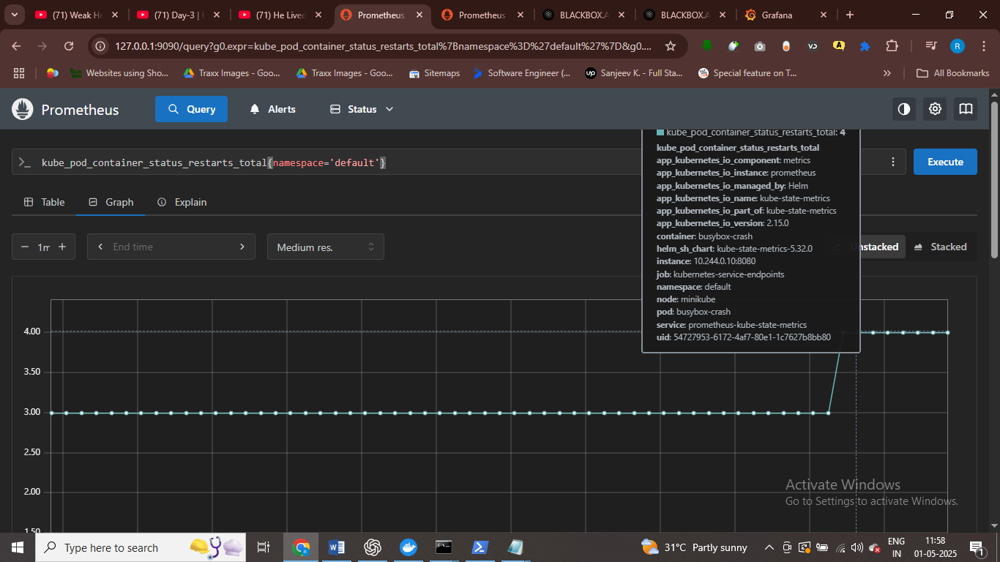 (71) Weak He
(71) Day-3 | E
(71) He Lived
Prometheus
Prometheus
BLACKBOX.A
BLACKBOX.A
Grafana
127.0.0.1:9090/query?g0.expr=kube_pod_container_status_restarts_total%7Bnamespace%3D%27default%27%7D&g0....
R
Websites using Sho...
Traxx Images - Goo...
Traxx Images - Goo...
Sitemaps
Software Engineer (...
up
Sanjeev K. - Full Sta...
Special feature on T...
»
All Bookmarks
Prometheus
Query
Alerts
Status
kube_pod_container_status_restarts_total: 4
>_ kube_pod_container_status_restarts_total{namespace='default'}
Execute
kube_pod_container_status_restarts_total
app_kubernetes_io_component: metrics
app_kubernetes_io_instance: prometheus
app_kubernetes_io_managed_by: Helm
app_kubernetes_io_name: kube-state-metrics
app_kubernetes_io_part_of: kube-state-metrics
app_kubernetes_io_version: 2.15.0
container: busybox-crash
helm_sh_chart: kube-state-metrics-5.32.0
instance: 10.244.0.10:8080
job: kubernetes-service-endpoints
namespace: default
node: minikube
pod: busybox-crash
service: prometheus-kube-state-metrics
uid: 54727953-6172-4af7-80e1-1c7627b8bb80
Table
Graph
Explain
1m
End time
Medium res.
nstacked
Stacked
4.00
3.50
3.00
2.50
2.00
1.50
Activate Windows
Go to Settings to activate Windows.
Type here to search
31°C Partly sunny
ENG
IN
11:58
01-05-2025
1